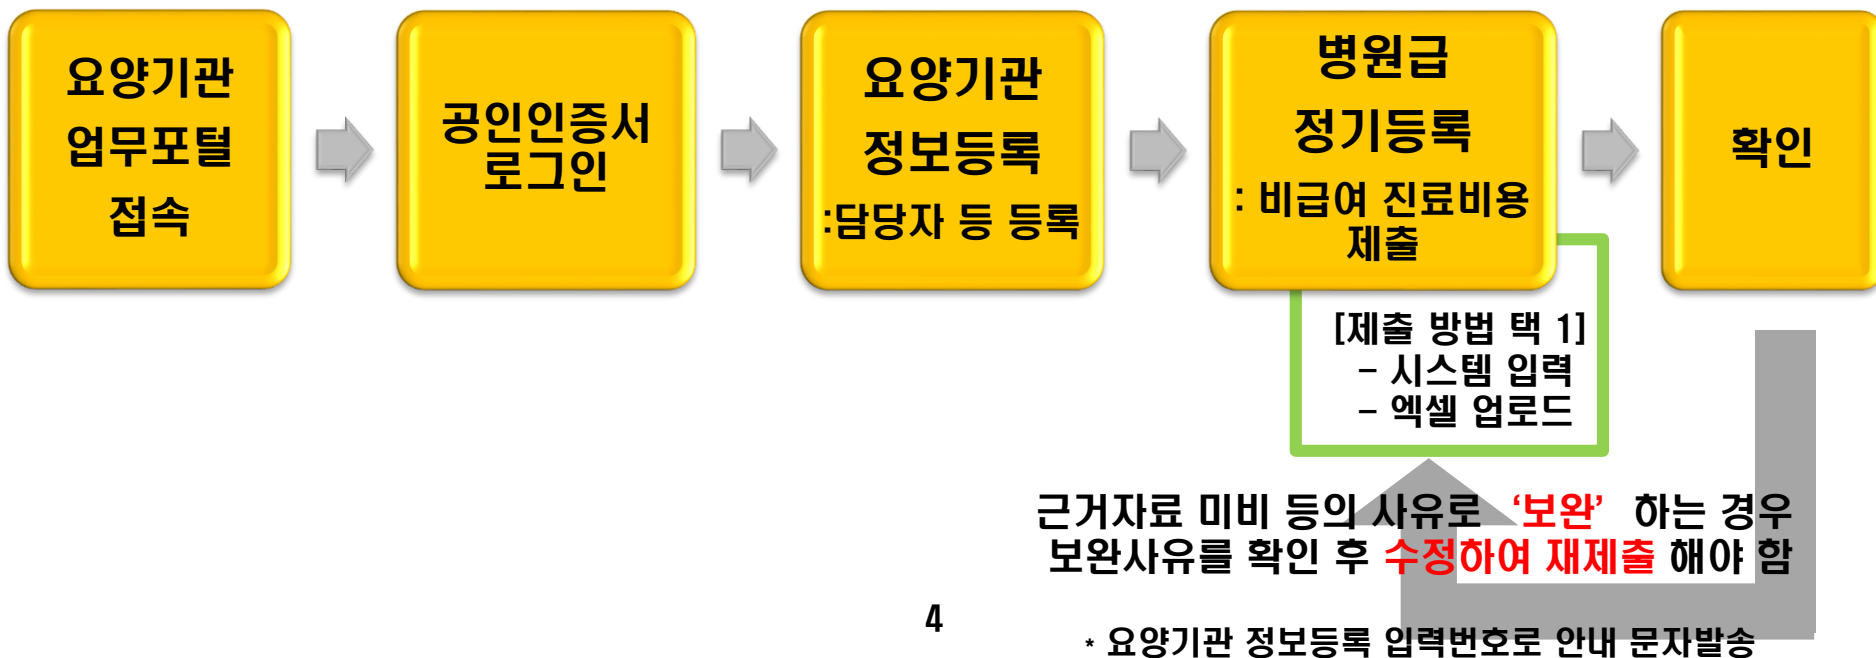 요양기관
업무포털
접속
공인인증서
로그인
요양기관
정보등록
:담당자 등 등록
병원급
정기등록
: 비급여 진료비용
제출
확인
[제출 방법 택 1]
- 시스템 입력
- 엑셀 업로드
근거자료 미비 등의 사유로 ‘보완’ 하는 경우
보완사유를 확인 후 수정하여 재제출 해야 함
4
* 요양기관 정보등록 입력번호로 안내 문자발송